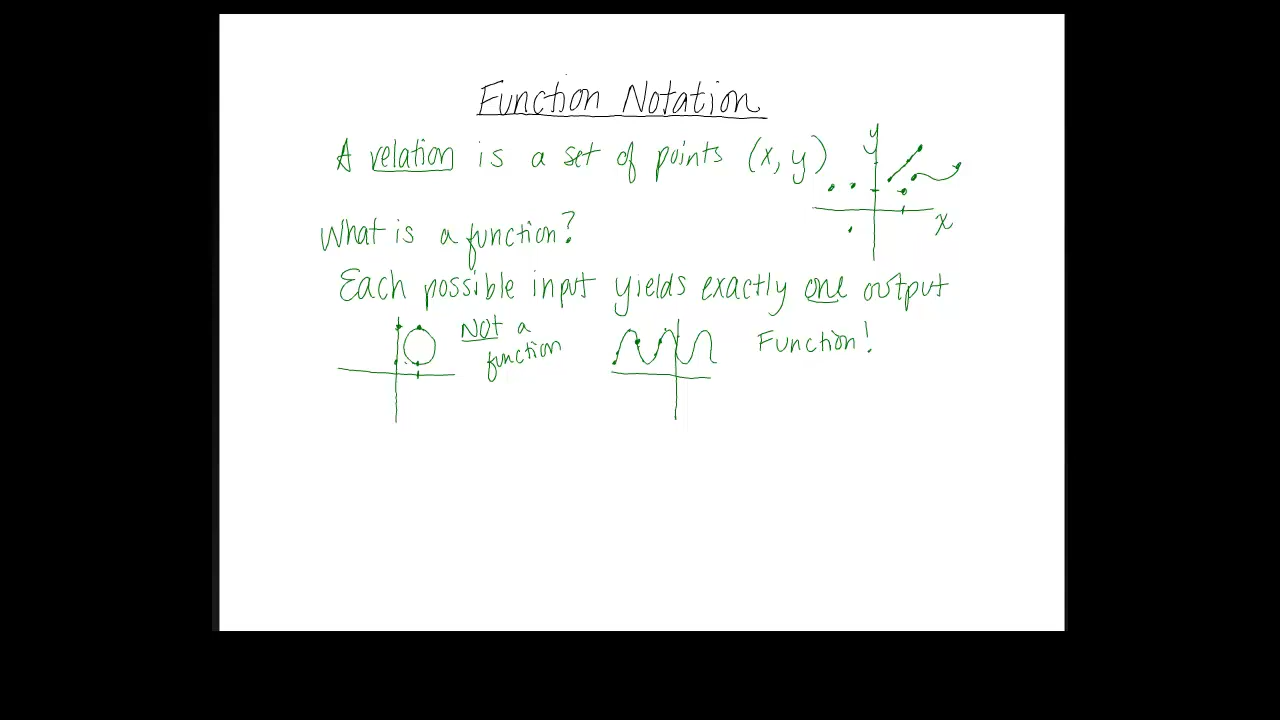 Function Notation
A relation is a set of points (x, y)
y
x
What is a function?
Each possible input yields exactly one output
NOT a
function
Function!